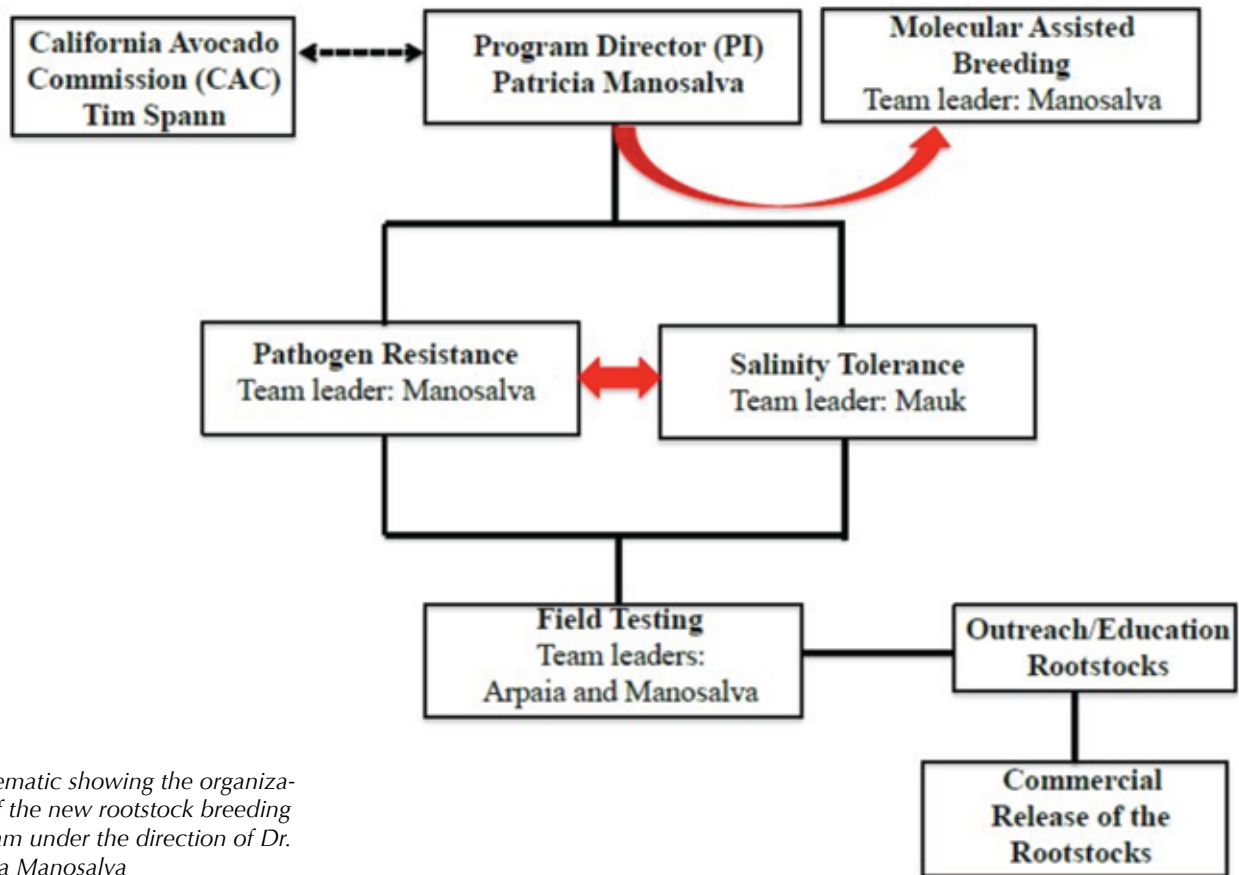 California Avocado
Commission (CAC)
Tim Spann
Program Director (PI)
Patricia Manosalva
Molecular Assisted
Breeding
Team leader: Manosalva
Pathogen Resistance
Team leader: Manosalva
Salinity Tolerance
Team leader: Mauk
Field Testing
Team leaders:
Arpaia and Manosalva
Outreach/Education
Rootstocks
Commercial
Release of the
Rootstocks
showing the organiza-
the new rootstock breeding
under the direction of Dr.
Manosalva